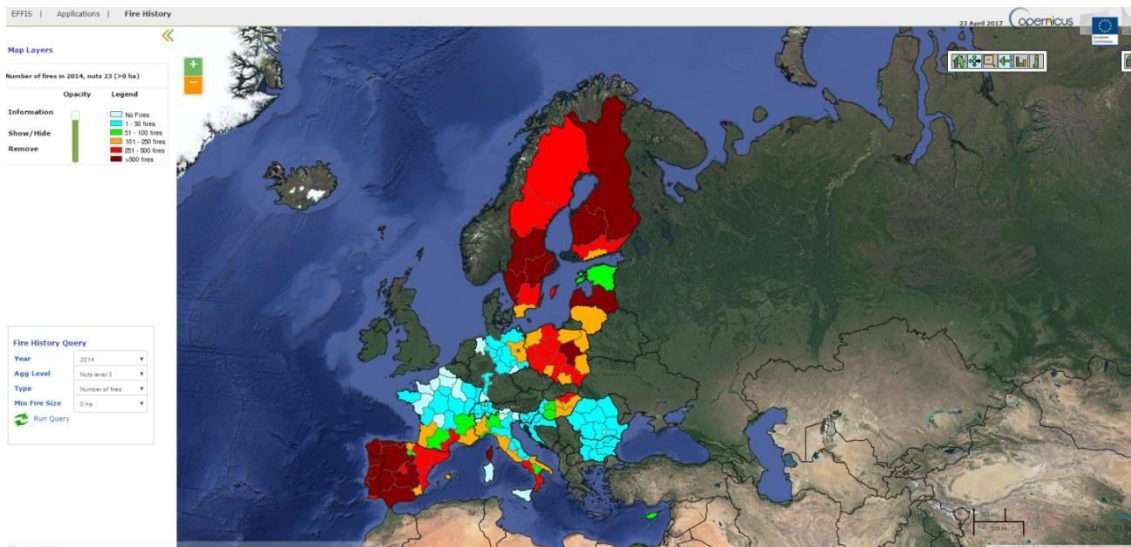 EFFIS | Applications | Fire History
23 April 2017
Copernicus
European
Commission
Map Layers
Number of fires in 2014, nuts 23 (>0 ha)
Opacity Legend
Information
Show/Hide
Remove
No Fires
1 - 50 fires
51 - 100 fires
101 - 250 fires
251 - 500 fires
>500 fires
+
−
Fire History Query
Year 2014
Agg Level Nuts level 3
Type Number of fires
Min Fire Size 0 ha
Run Query